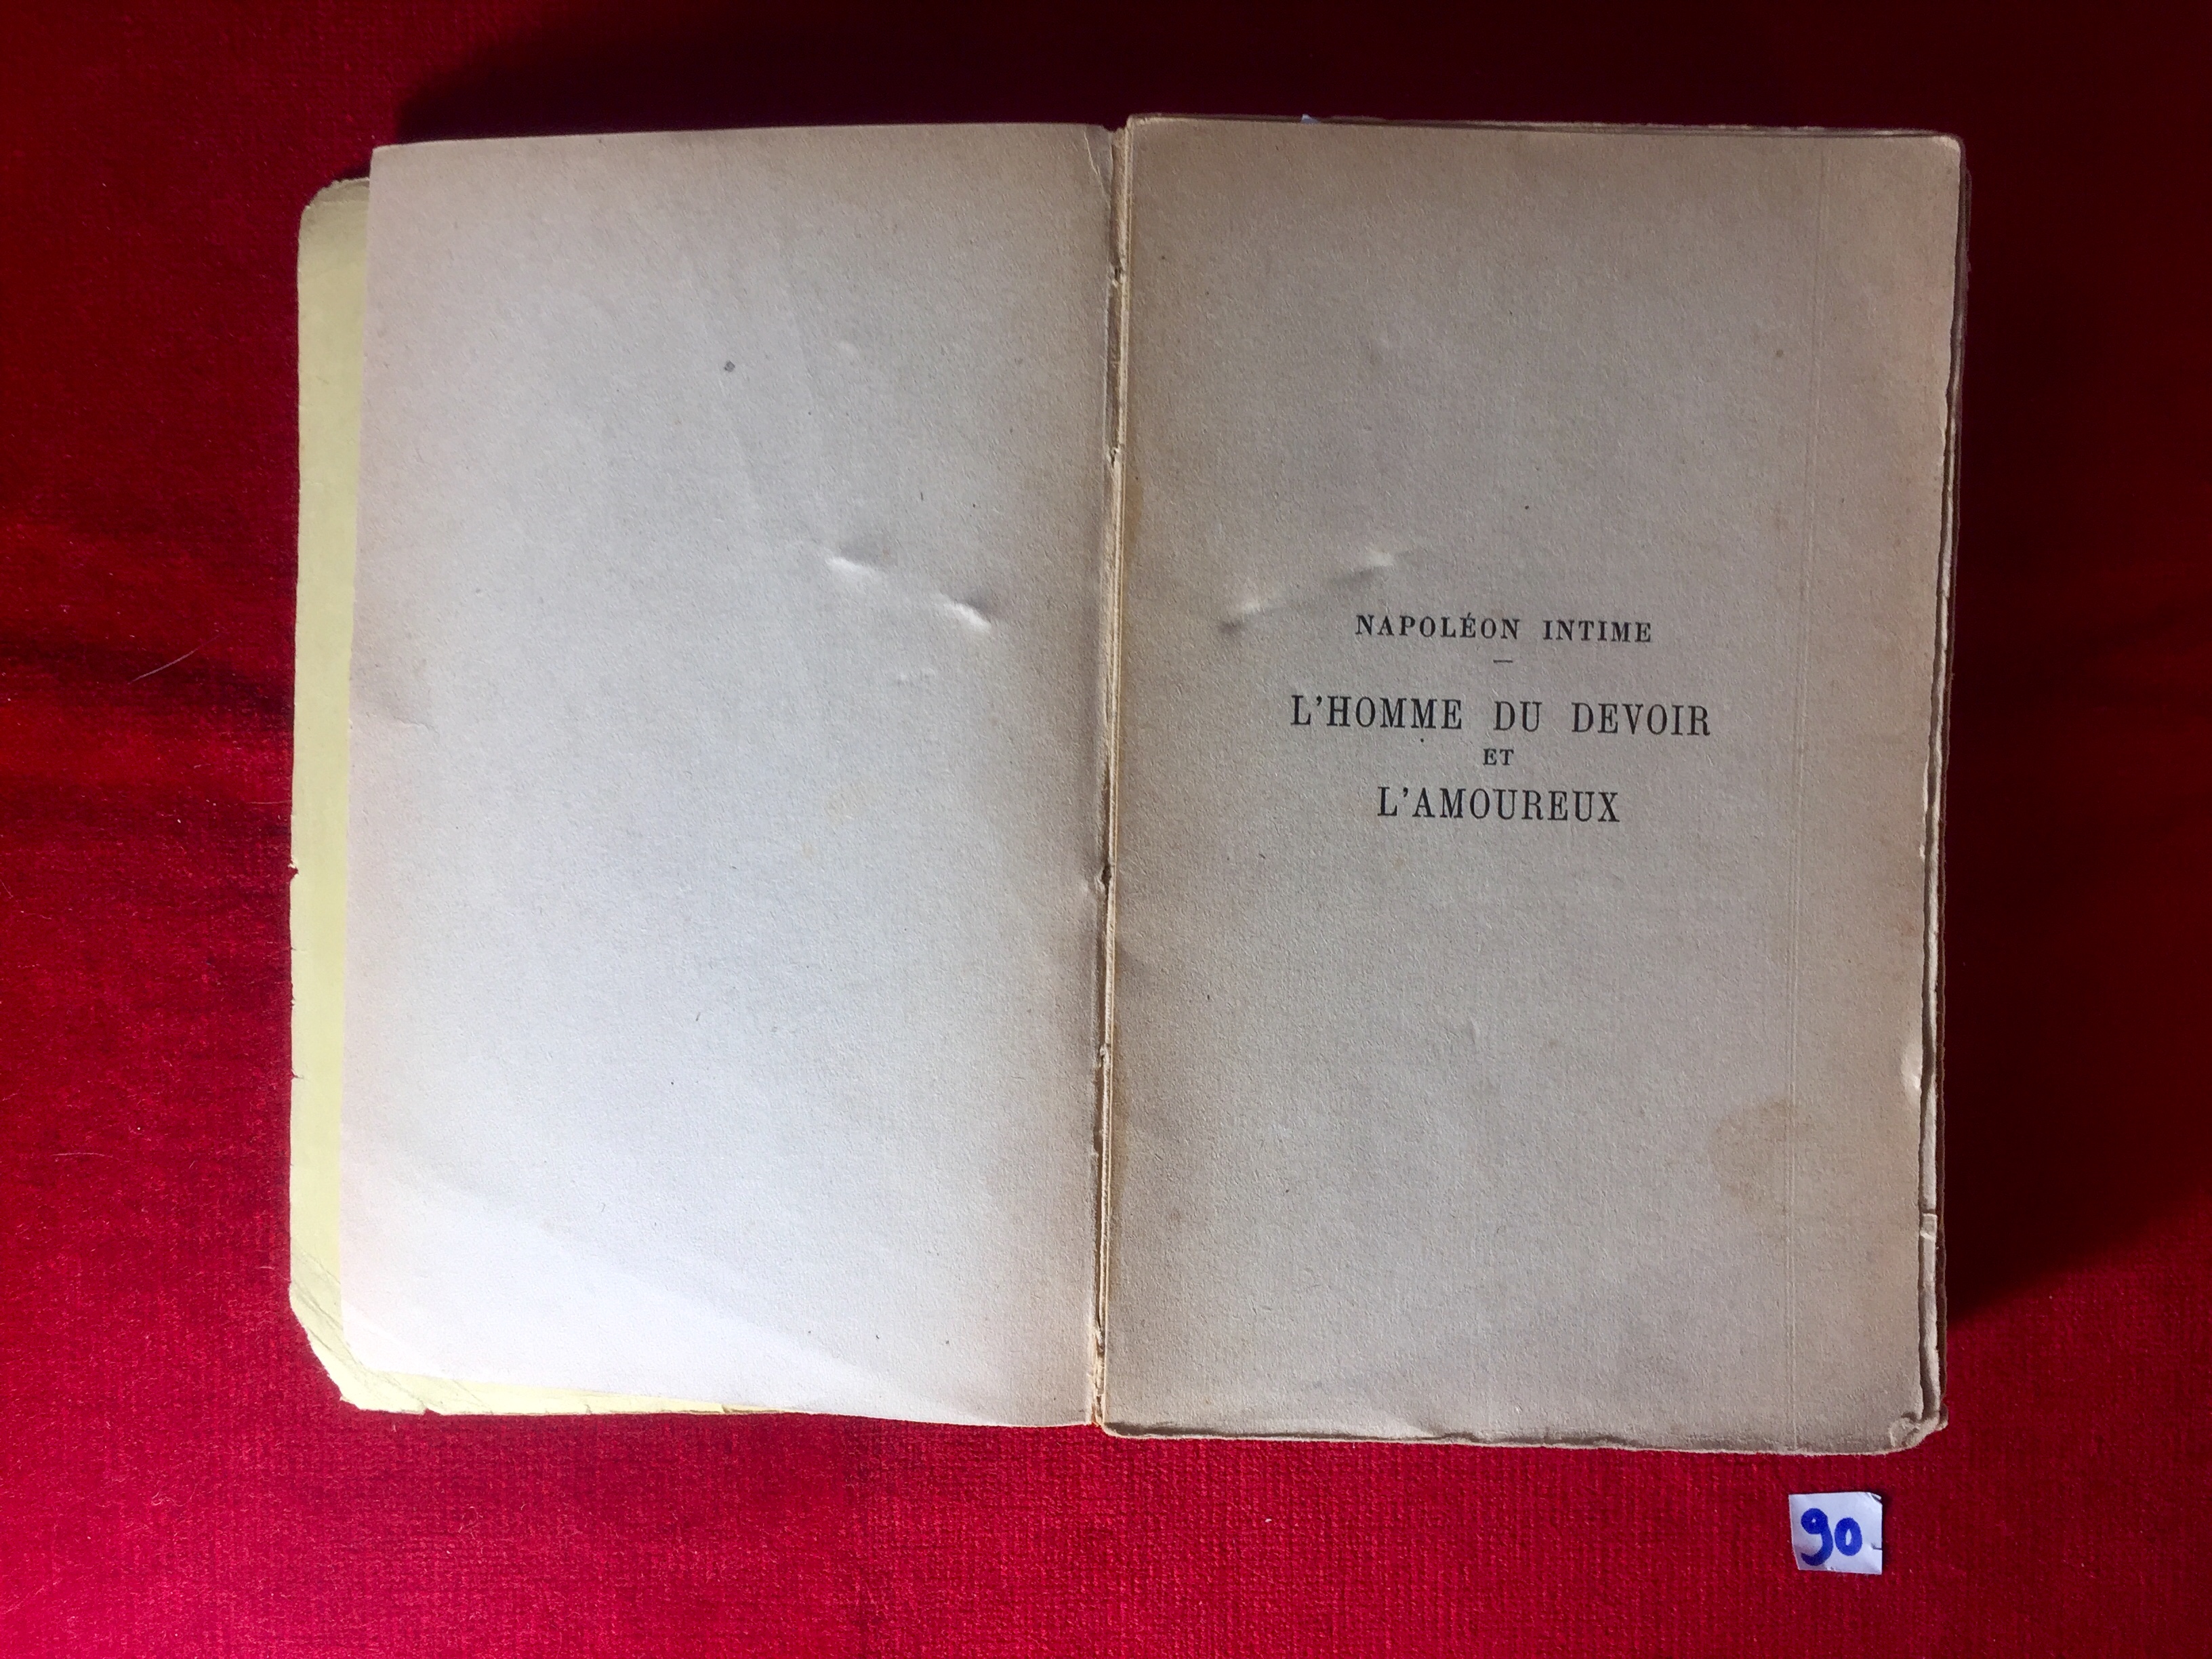 NAPOLÉON INTIME
—
L'HOMME DU DEVOIR
ET
L'AMOUREUX
90